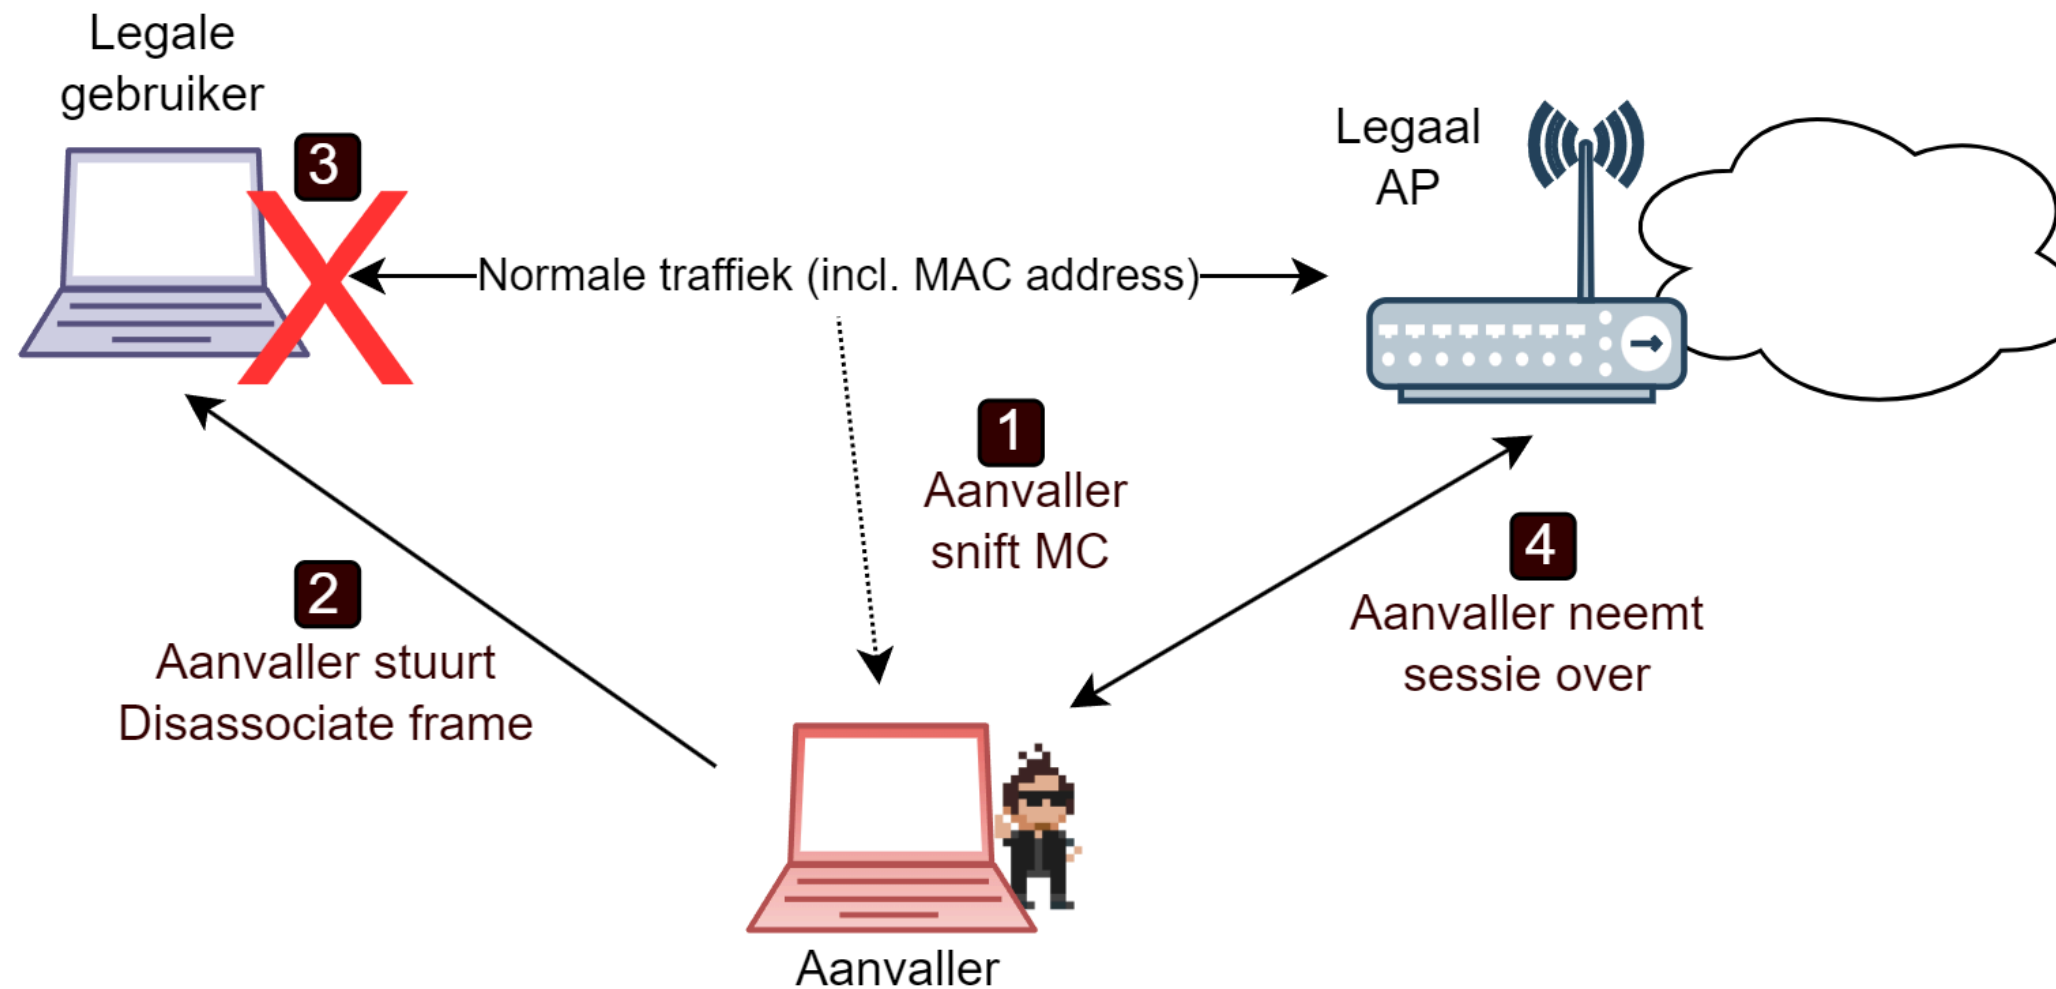 Legale
gebruiker
3
Legaal
AP
Normale traffiek (incl. MAC address)
1
Aanvaller
snift MC
2
Aanvaller stuurt
Disassociate frame
4
Aanvaller neemt
sessie over
Aanvaller